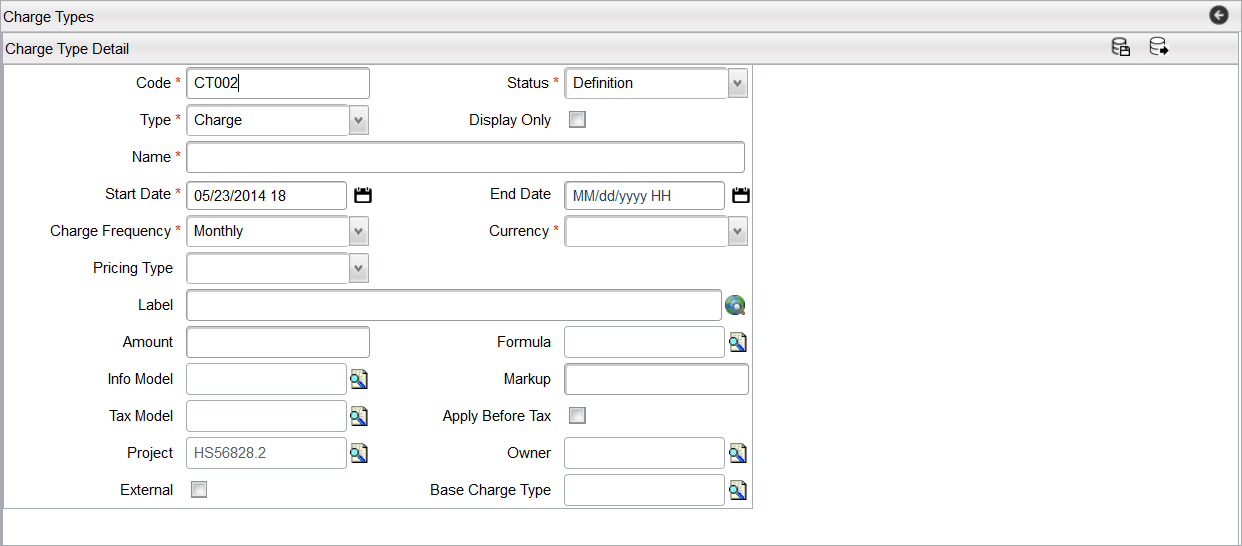 Charge Types
Charge Type Detail
Code * CT002 Status * Definition
Type * Charge Display Only
Name *
Start Date * 05/23/2014 18 End Date MM/dd/yyyy HH
Charge Frequency * Monthly Currency *
Pricing Type
Label
Amount Formula
Info Model Markup
Tax Model Apply Before Tax
Project HS56828.2 Owner
External Base Charge Type